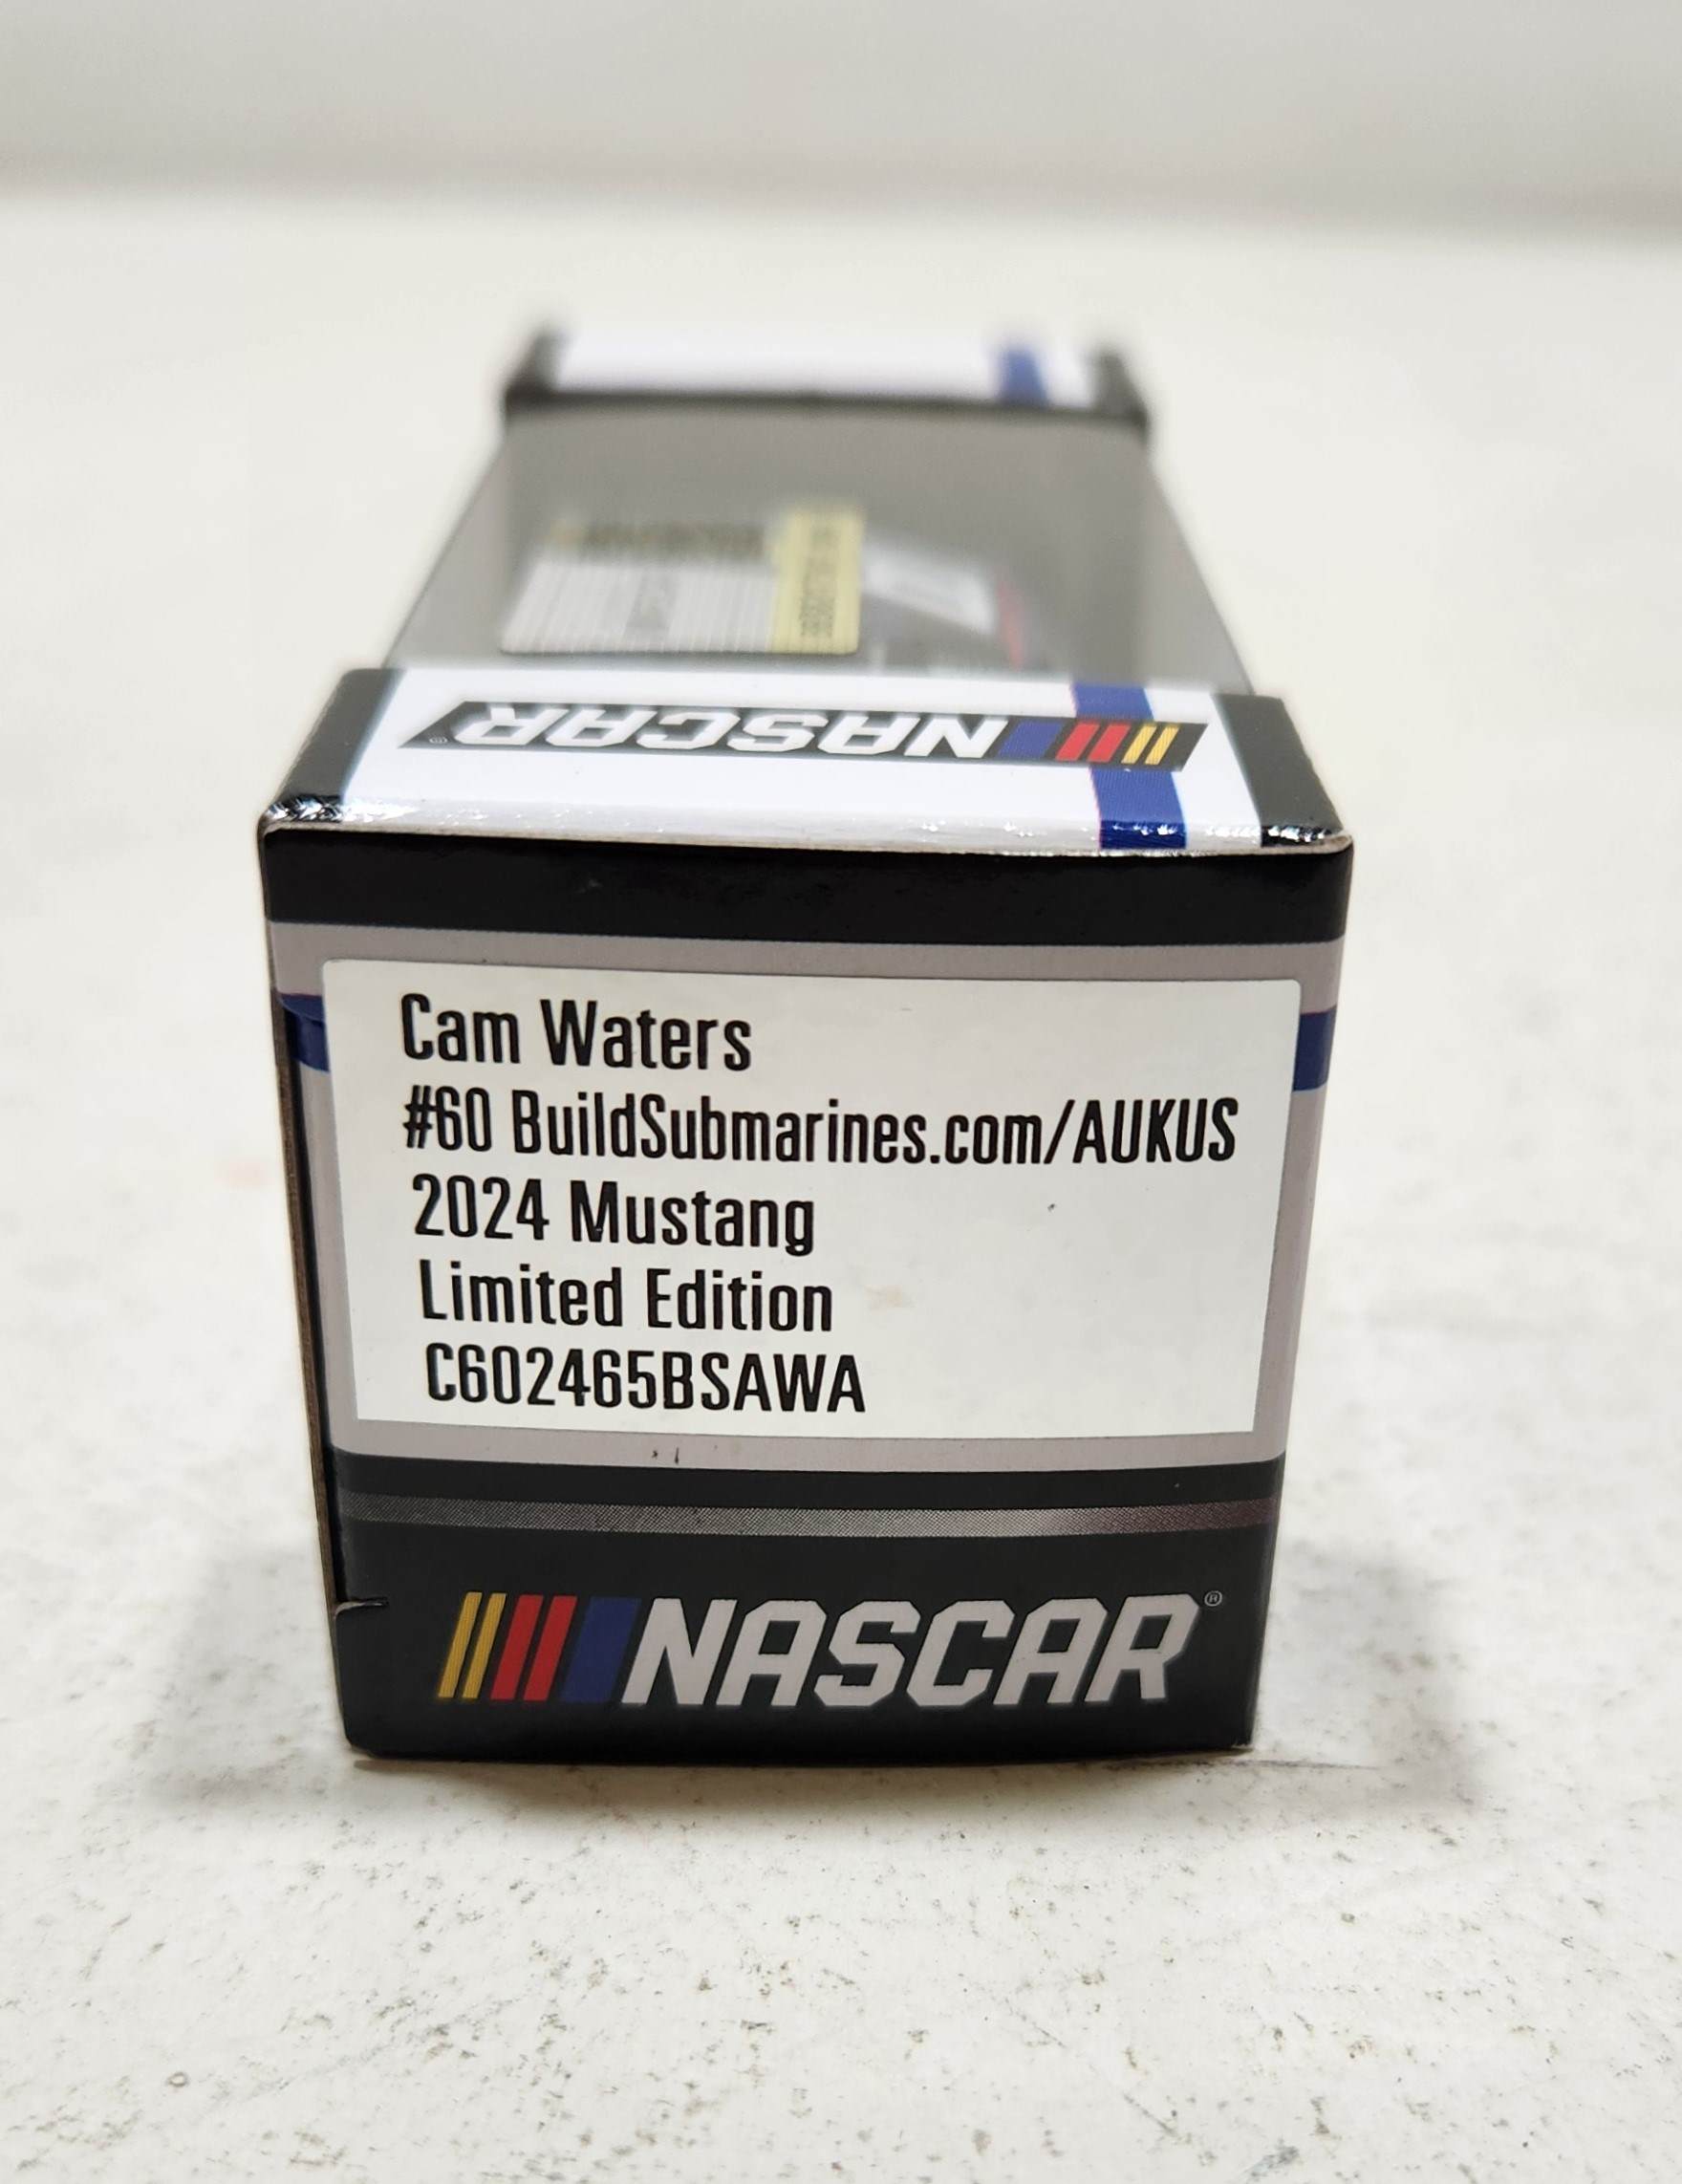 NASCAR®
Cam Waters
#60 BuildSubmarines.com/AUKUS
2024 Mustang
Limited Edition
C602465BSAWA
NASCAR®